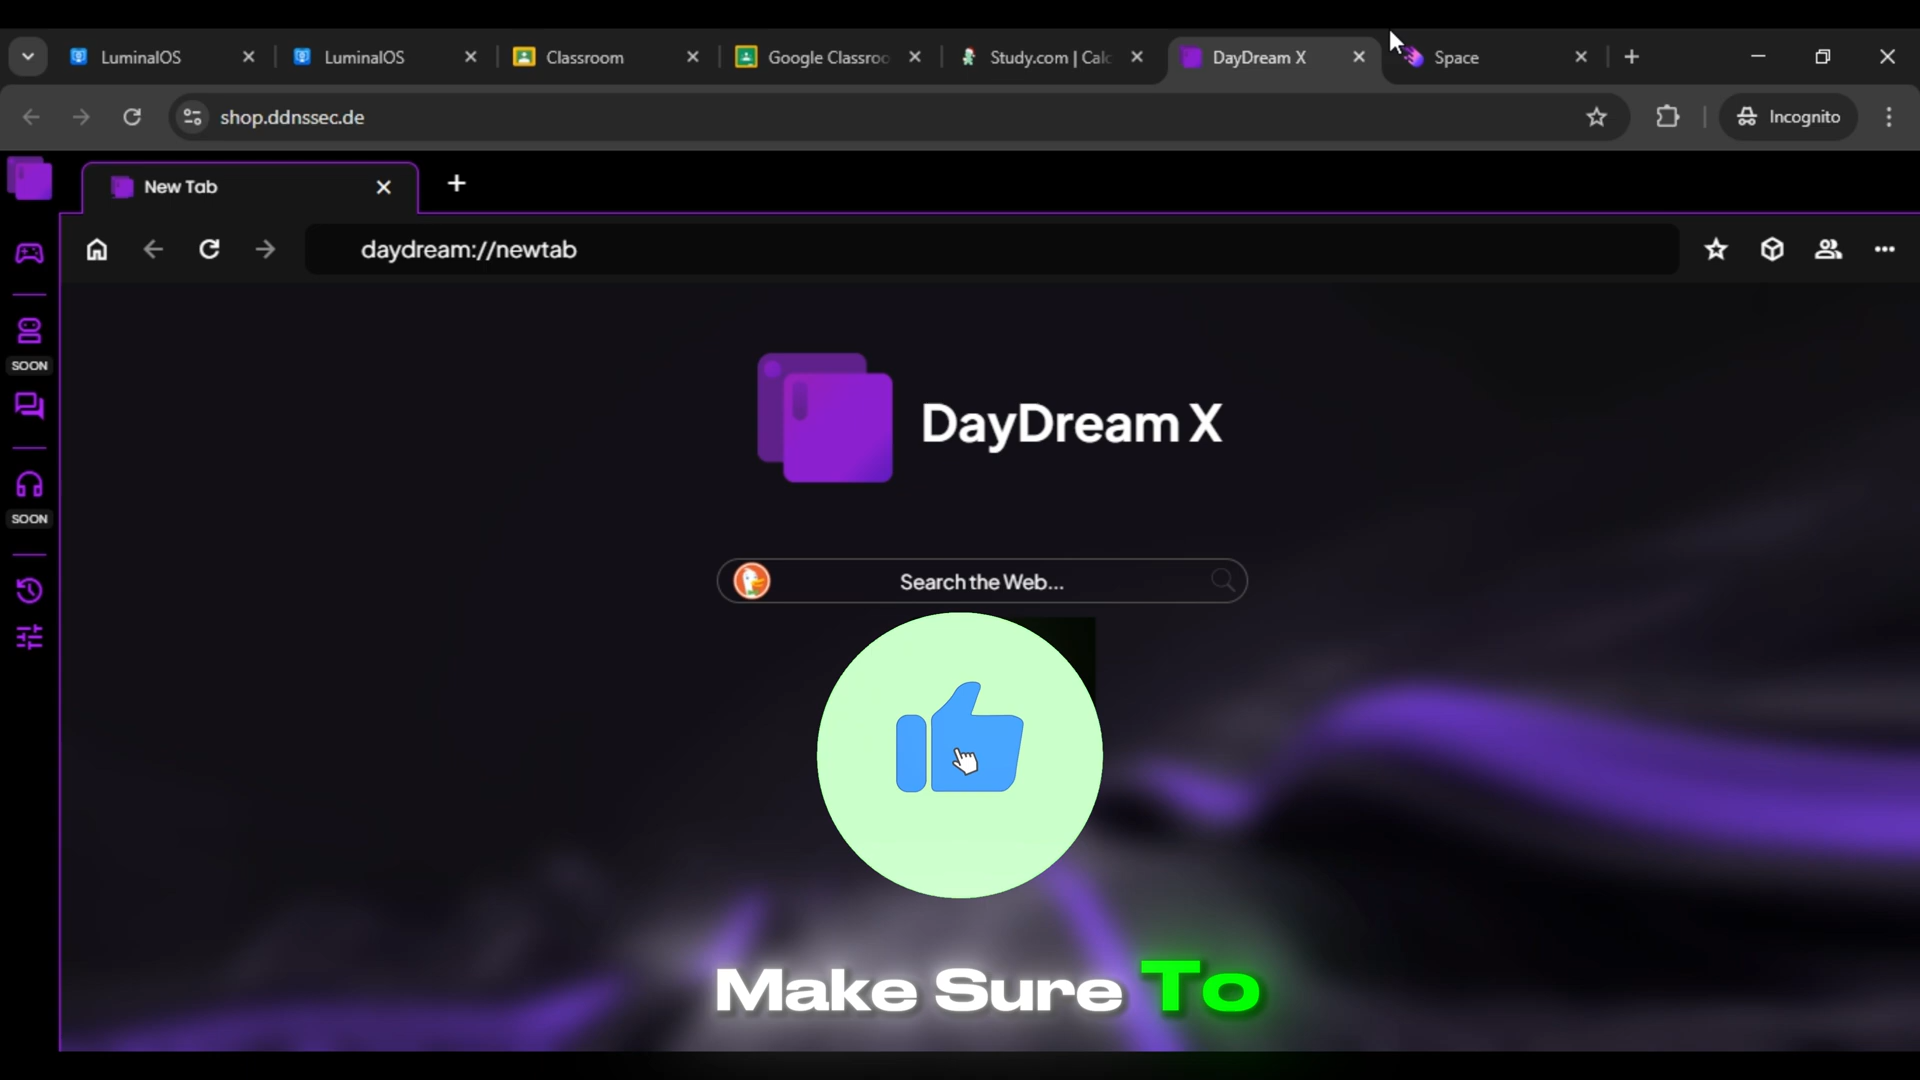 LuminalOS
LuminalOS
Classroom
Google Classroo
Study.com | Calc
DayDream X
Space
shop.ddnssec.de
Incognito
New Tab
daydream://newtab
SOON
SOON
DayDream X
Search the Web...
Make Sure To